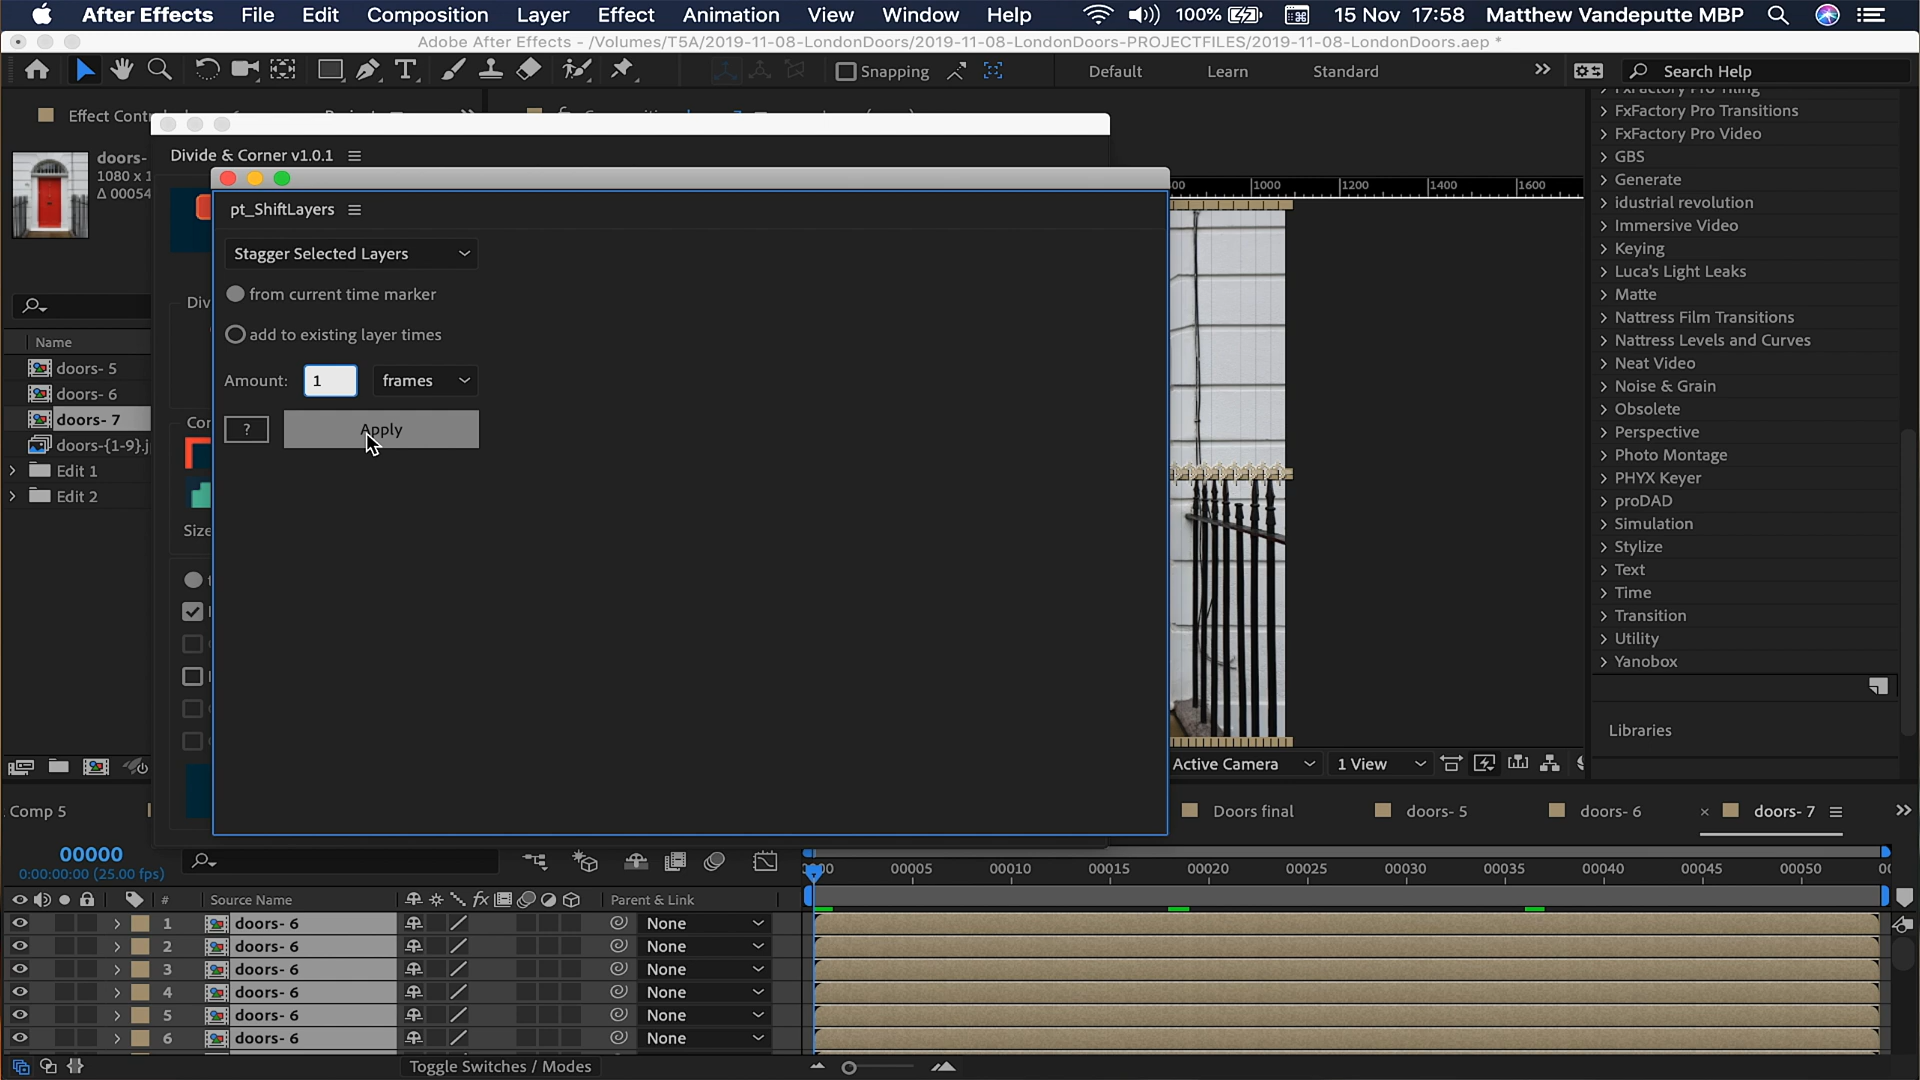 After Effects File Edit Composition Layer Effect Animation View Window Help 100% 15 Nov 17:58 Matthew Vandeputte MBP
Adobe After Effects - /Volumes/T5A/2019-11-08-LondonDoors/2019-11-08-LondonDoors-PROJECTFILES/2019-11-08-LondonDoors.aep *
Snapping Default Learn Standard Search Help
Effect Cont
doors-
1080 x 1
Δ 00054
Name
doors- 5
doors- 6
doors- 7
doors-{1-9}.j
Edit 1
Edit 2
Divide & Corner v1.0.1
Div
Cor
Size
pt_ShiftLayers
Stagger Selected Layers
from current time marker
add to existing layer times
Amount: 1 frames
? Apply
1000 1200 1400 1600
Active Camera 1 View
FxFactory Pro Tiling
FxFactory Pro Transitions
FxFactory Pro Video
GBS
Generate
idustrial revolution
Immersive Video
Keying
Luca's Light Leaks
Matte
Nattress Film Transitions
Nattress Levels and Curves
Neat Video
Noise & Grain
Obsolete
Perspective
Photo Montage
PHYX Keyer
proDAD
Simulation
Stylize
Text
Time
Transition
Utility
Yanobox
Libraries
Comp 5 Doors final doors- 5 doors- 6 × doors- 7
00000
0:00:00:00 (25.00 fps)
00005 00010 00015 00020 00025 00030 00035 00040 00045 00050
# Source Name Parent & Link
1 doors- 6 None
2 doors- 6 None
3 doors- 6 None
4 doors- 6 None
5 doors- 6 None
6 doors- 6 None
Toggle Switches / Modes